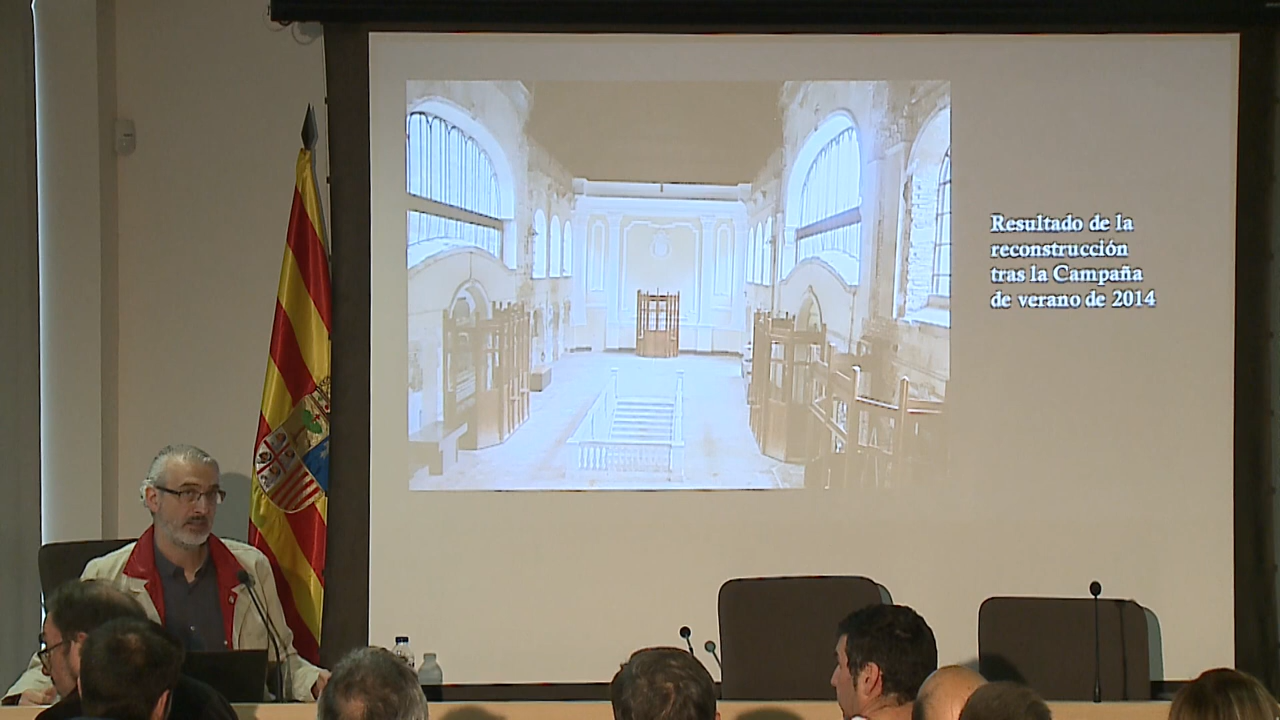 Resultado de la
reconstrucción
tras la Campaña
de verano de 2014